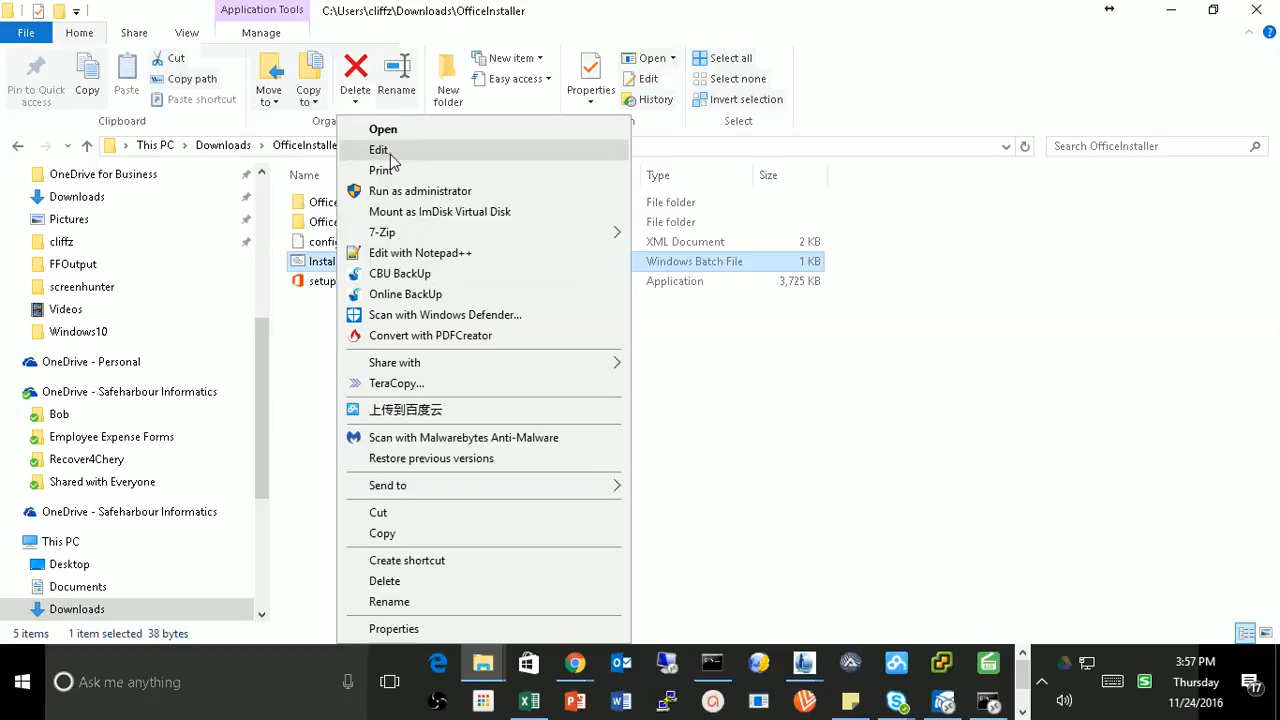 Application Tools
C:\Users\cliffz\Downloads\OfficeInstaller
File
Home
Share
View
Manage
Pin to Quick access
Copy
Paste
Cut
Copy path
Paste shortcut
Clipboard
Move to
Copy to
Delete
Rename
Orga
New folder
New item
Easy access
Properties
Open
Edit
History
Select all
Select none
Invert selection
Select
This PC
Downloads
OfficeInstalle
Search OfficeInstaller
OneDrive for Business
Downloads
Pictures
cliffz
FFOutput
screenhunter
Videos
Windows10
OneDrive - Personal
OneDrive - Safeharbour Informatics
Bob
Employee Expense Forms
Recover4Chery
Shared with Everyone
OneDrive - Safeharbour Informatics
This PC
Desktop
Documents
Downloads
Name
Type
Size
Office
File folder
Office
File folder
confi
XML Document
2 KB
Instal
Windows Batch File
1 KB
setup
Application
3,725 KB
Open
Edit
Print
Run as administrator
Mount as ImDisk Virtual Disk
7-Zip
Edit with Notepad++
CBU BackUp
Online BackUp
Scan with Windows Defender...
Convert with PDFCreator
Share with
TeraCopy...
上传到百度云
Scan with Malwarebytes Anti-Malware
Restore previous versions
Send to
Cut
Copy
Create shortcut
Delete
Rename
Properties
5 items
1 item selected 38 bytes
Ask me anything
3:57 PM
Thursday
11/24/2016
17